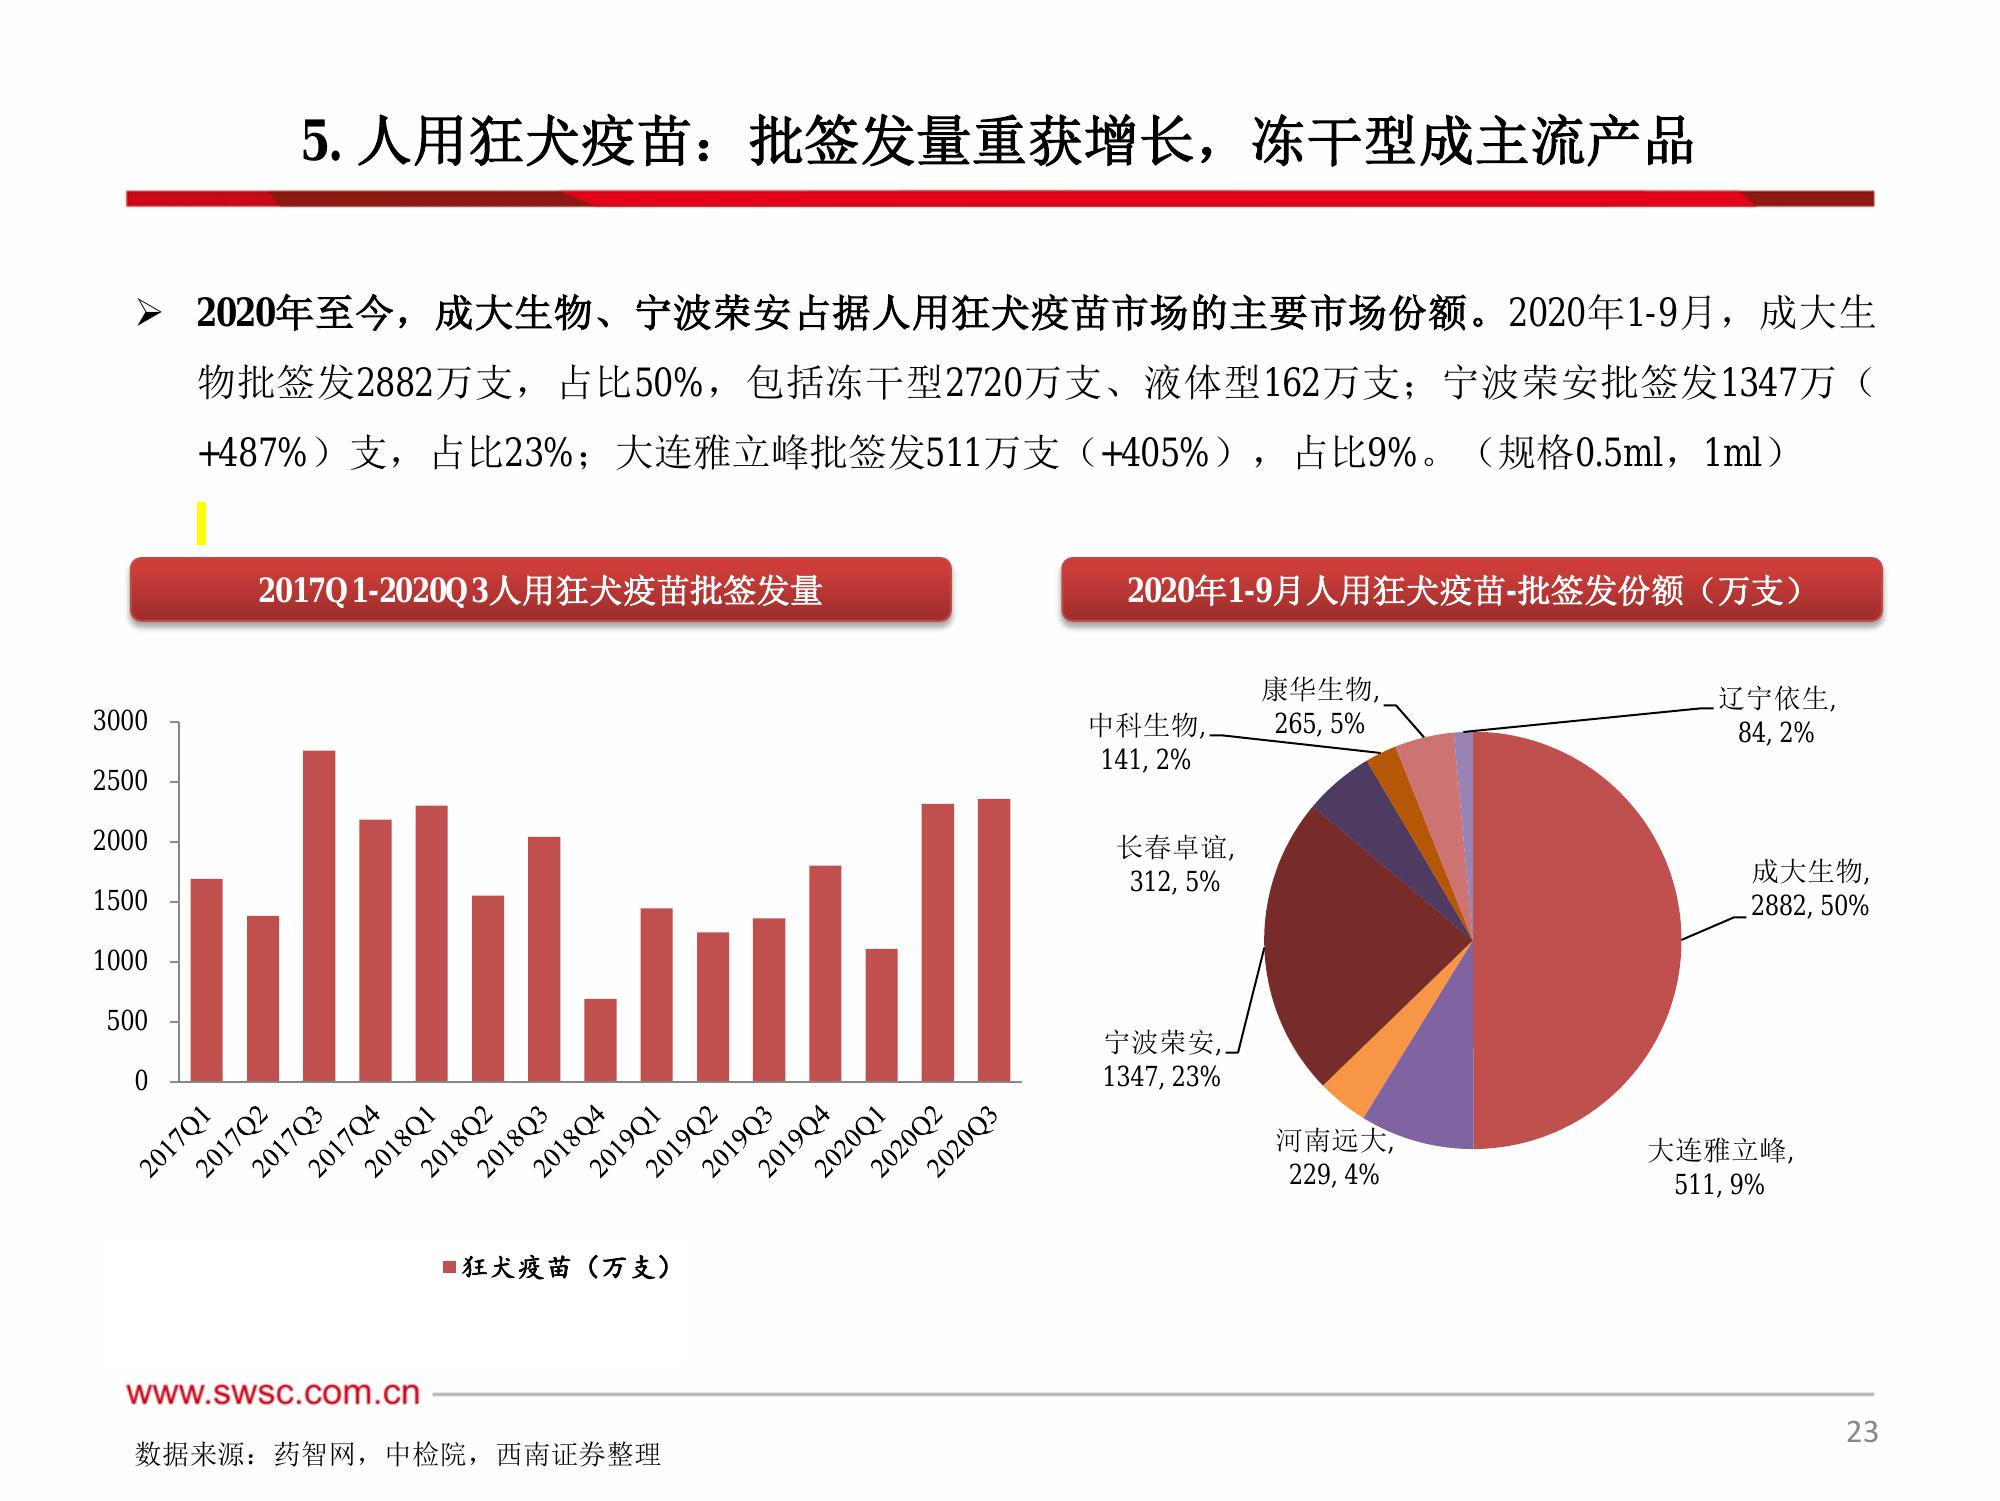 5. 人用狂犬疫苗：批签发量重获增长，冻干型成主流产品
➢ 2020年至今，成大生物、宁波荣安占据人用狂犬疫苗市场的主要市场份额。2020年1-9月，成大生
物批签发2882万支，占比50%，包括冻干型2720万支、液体型162万支；宁波荣安批签发1347万（
+487%）支，占比23%；大连雅立峰批签发511万支（+405%），占比9%。（规格0.5ml，1ml）
2017Q1-2020Q3人用狂犬疫苗批签发量
3000
2500
2000
1500
1000
500
0
2017Q1
2017Q2
2017Q3
2017Q4
2018Q1
2018Q2
2018Q3
2018Q4
2019Q1
2019Q2
2019Q3
2019Q4
2020Q1
2020Q2
2020Q3
狂犬疫苗（万支）
2020年1-9月人用狂犬疫苗-批签发份额（万支）
康华生物,
265, 5%
辽宁依生,
84, 2%
中科生物,
141, 2%
长春卓谊,
312, 5%
成大生物,
2882, 50%
宁波荣安,
1347, 23%
河南远大,
229, 4%
大连雅立峰,
511, 9%
www.swsc.com.cn
数据来源：药智网，中检院，西南证券整理
23